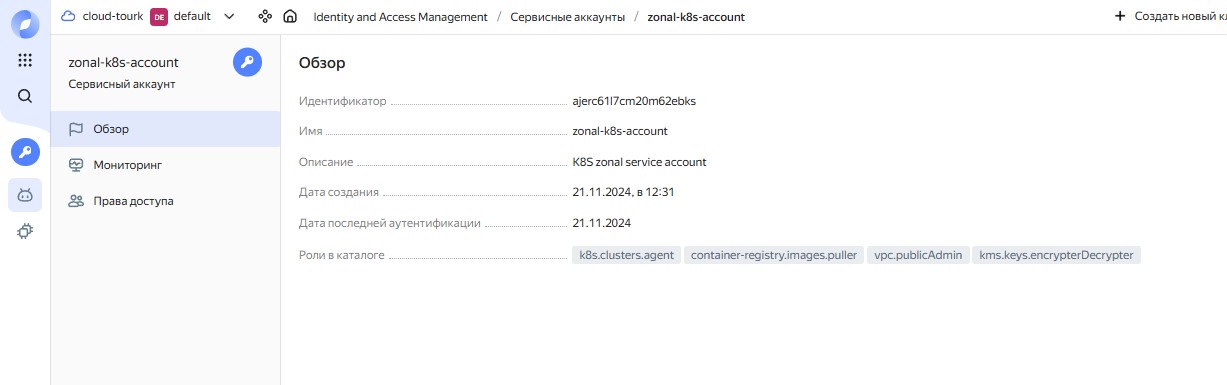 cloud-tourk DE default Identity and Access Management / Сервисные аккаунты / zonal-k8s-account + Создать новый
zonal-k8s-account
Сервисный аккаунт
Обзор
Мониторинг
Права доступа
Обзор
Идентификатор ajerc61l7cm20m62ebks
Имя zonal-k8s-account
Описание K8S zonal service account
Дата создания 21.11.2024, в 12:31
Дата последней аутентификации 21.11.2024
Роли в каталоге k8s.clusters.agent container-registry.images.puller vpc.publicAdmin kms.keys.encrypterDecrypter